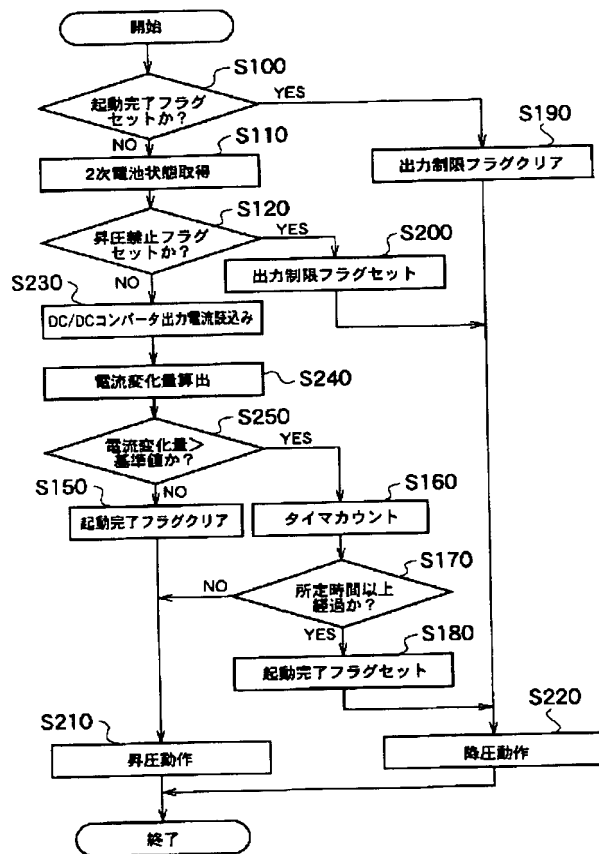 開始
S100
起動完了フラグ
セットか?
YES
NO
S110
2次電池状態取得
S190
出力制限フラグクリア
S120
昇圧禁止フラグ
セットか?
YES
NO
S200
出力制限フラグセット
S230
DC/DCコンバータ出力電流読込み
電流変化量算出
S240
S250
電流変化量>
基準値か?
YES
NO
S150
起動完了フラグクリア
S160
タイマカウント
S170
所定時間以上
経過か?
NO
YES
S180
起動完了フラグセット
S210
昇圧動作
S220
降圧動作
終了